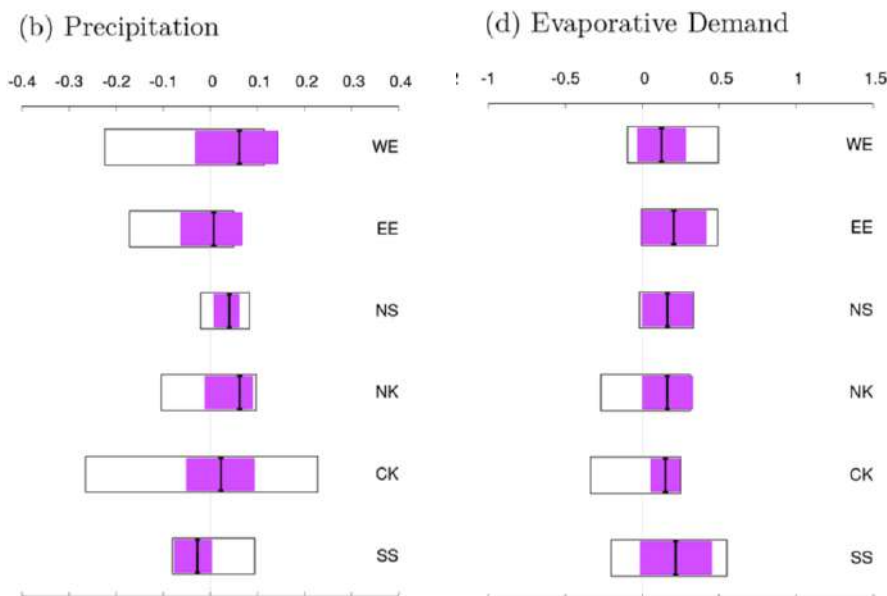 (b) Precipitation
-0.4 -0.3 -0.2 -0.1 0 0.1 0.2 0.3 0.4
WE
EE
NS
NK
CK
SS
(d) Evaporative Demand
-1 -0.5 0 0.5 1 1.5
WE
EE
NS
NK
CK
SS